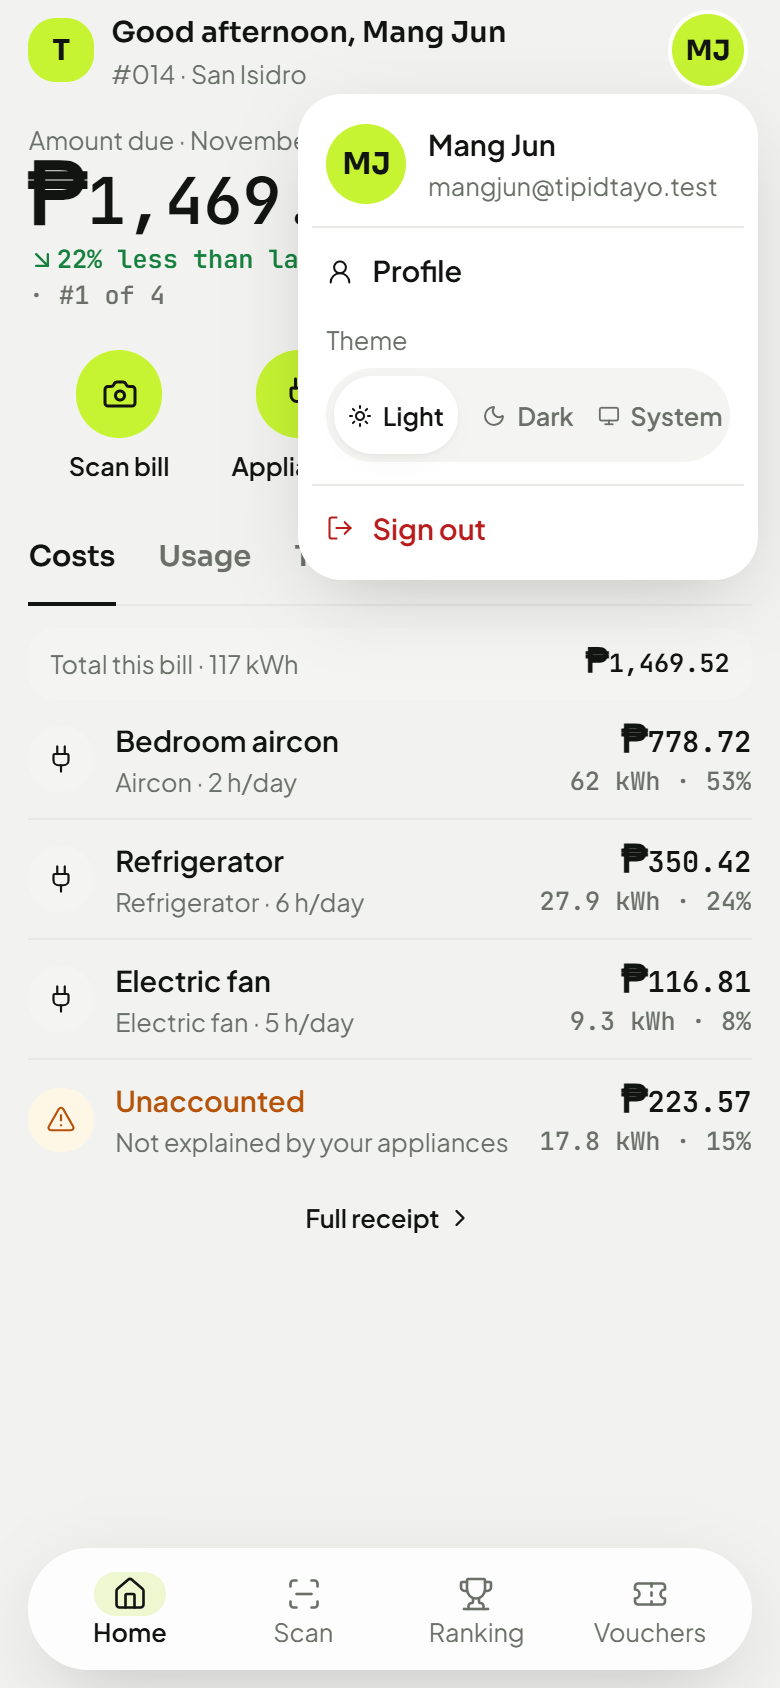 T
Good afternoon, Mang Jun
#014 · San Isidro
MJ
Amount due ·
₱1,469.
22% less than
· #1 of 4
MJ
Mang Jun
mangjun@tipidtayo.test
Profile
Theme
Light
Dark
System
Sign out
Scan bill
Costs
Usage
Total this bill · 117 kWh
₱1,469.52
Bedroom aircon
₱778.72
Aircon · 2 h/day
62 kWh · 53%
Refrigerator
₱350.42
Refrigerator · 6 h/day
27.9 kWh · 24%
Electric fan
₱116.81
Electric fan · 5 h/day
9.3 kWh · 8%
Unaccounted
₱223.57
Not explained by your appliances
17.8 kWh · 15%
Full receipt
Home
Scan
Ranking
Vouchers